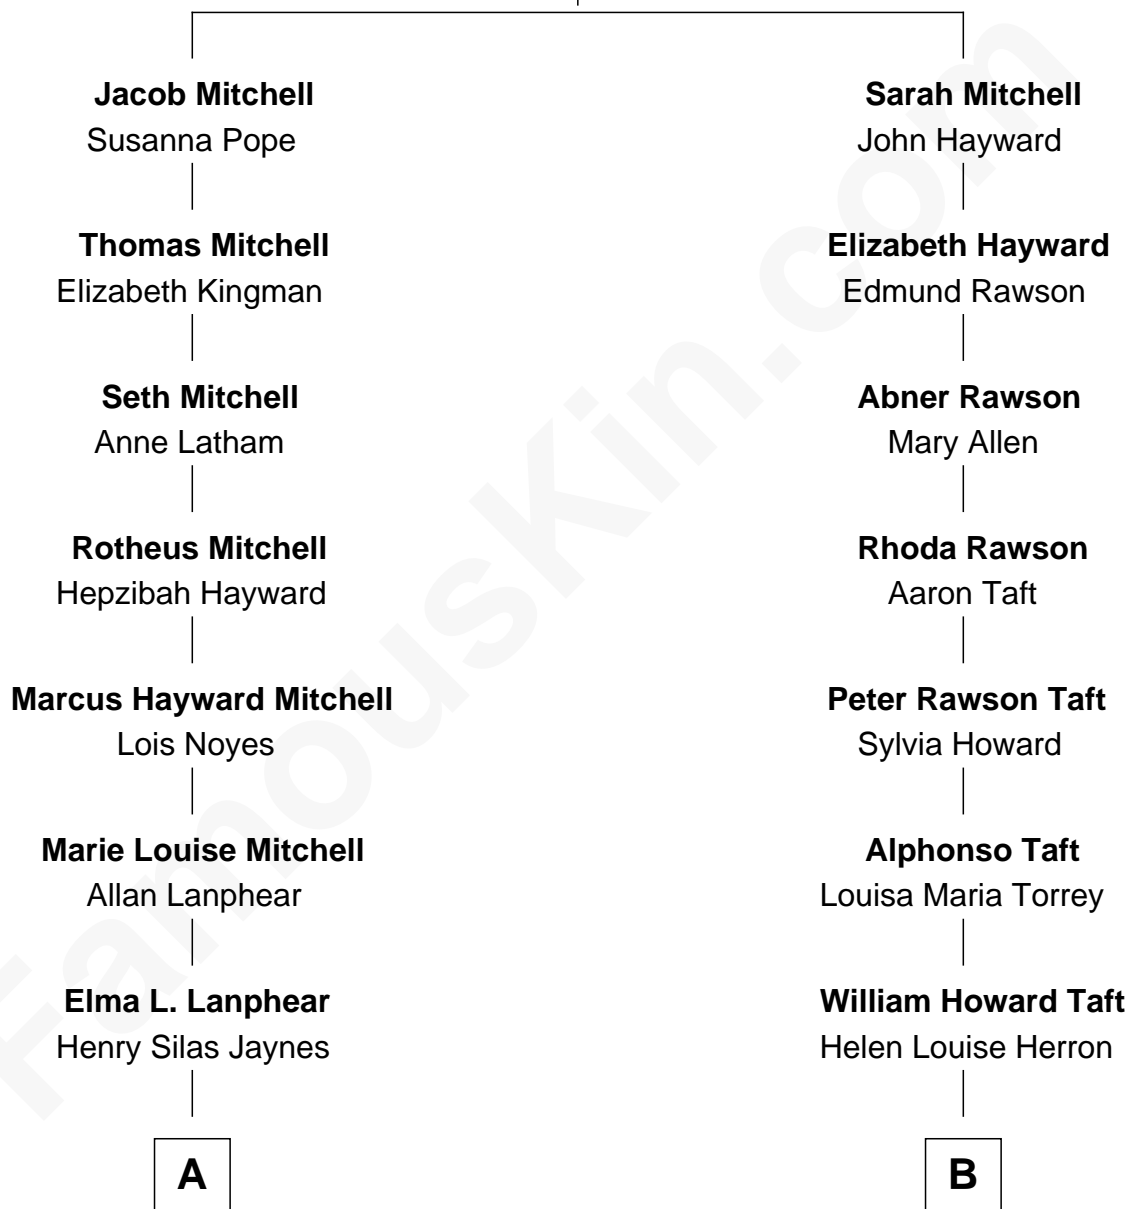 Jacob Mitchell
Susanna Pope
Sarah Mitchell
John Hayward
Thomas Mitchell
Elizabeth Kingman
Elizabeth Hayward
Edmund Rawson
Seth Mitchell
Anne Latham
Abner Rawson
Mary Allen
Rotheus Mitchell
Hepzibah Hayward
Rhoda Rawson
Aaron Taft
Marcus Hayward Mitchell
Lois Noyes
Peter Rawson Taft
Sylvia Howard
Marie Louise Mitchell
Allan Lanphear
Alphonso Taft
Louisa Maria Torrey
Elma L. Lanphear
Henry Silas Jaynes
William Howard Taft
Helen Louise Herron
A
B
FamousKin.com